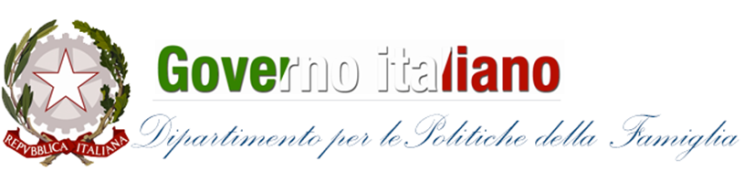 Governo italiano
Dipartimento per le Politiche della Famiglia
REPVBBLICA ITALIANA